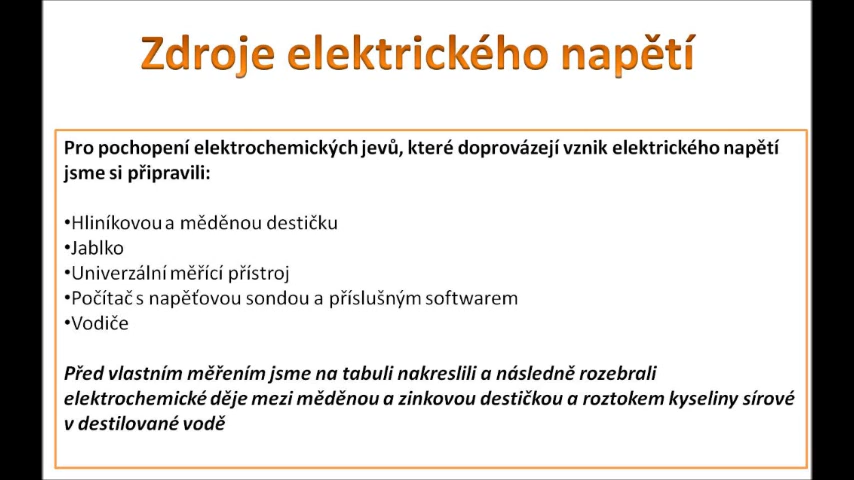 Zdroje elektrického napětí
Pro pochopení elektrochemických jevů, které doprovázejí vznik elektrického napětí
jsme si připravili:
•Hliníkovou a měděnou destičku
•Jablko
•Univerzální měřící přístroj
•Počítač s napěťovou sondou a příslušným softwarem
•Vodiče
Před vlastním měřením jsme na tabuli nakreslili a následně rozebrali
elektrochemické děje mezi měděnou a zinkovou destičkou a roztokem kyseliny sírové
v destilované vodě